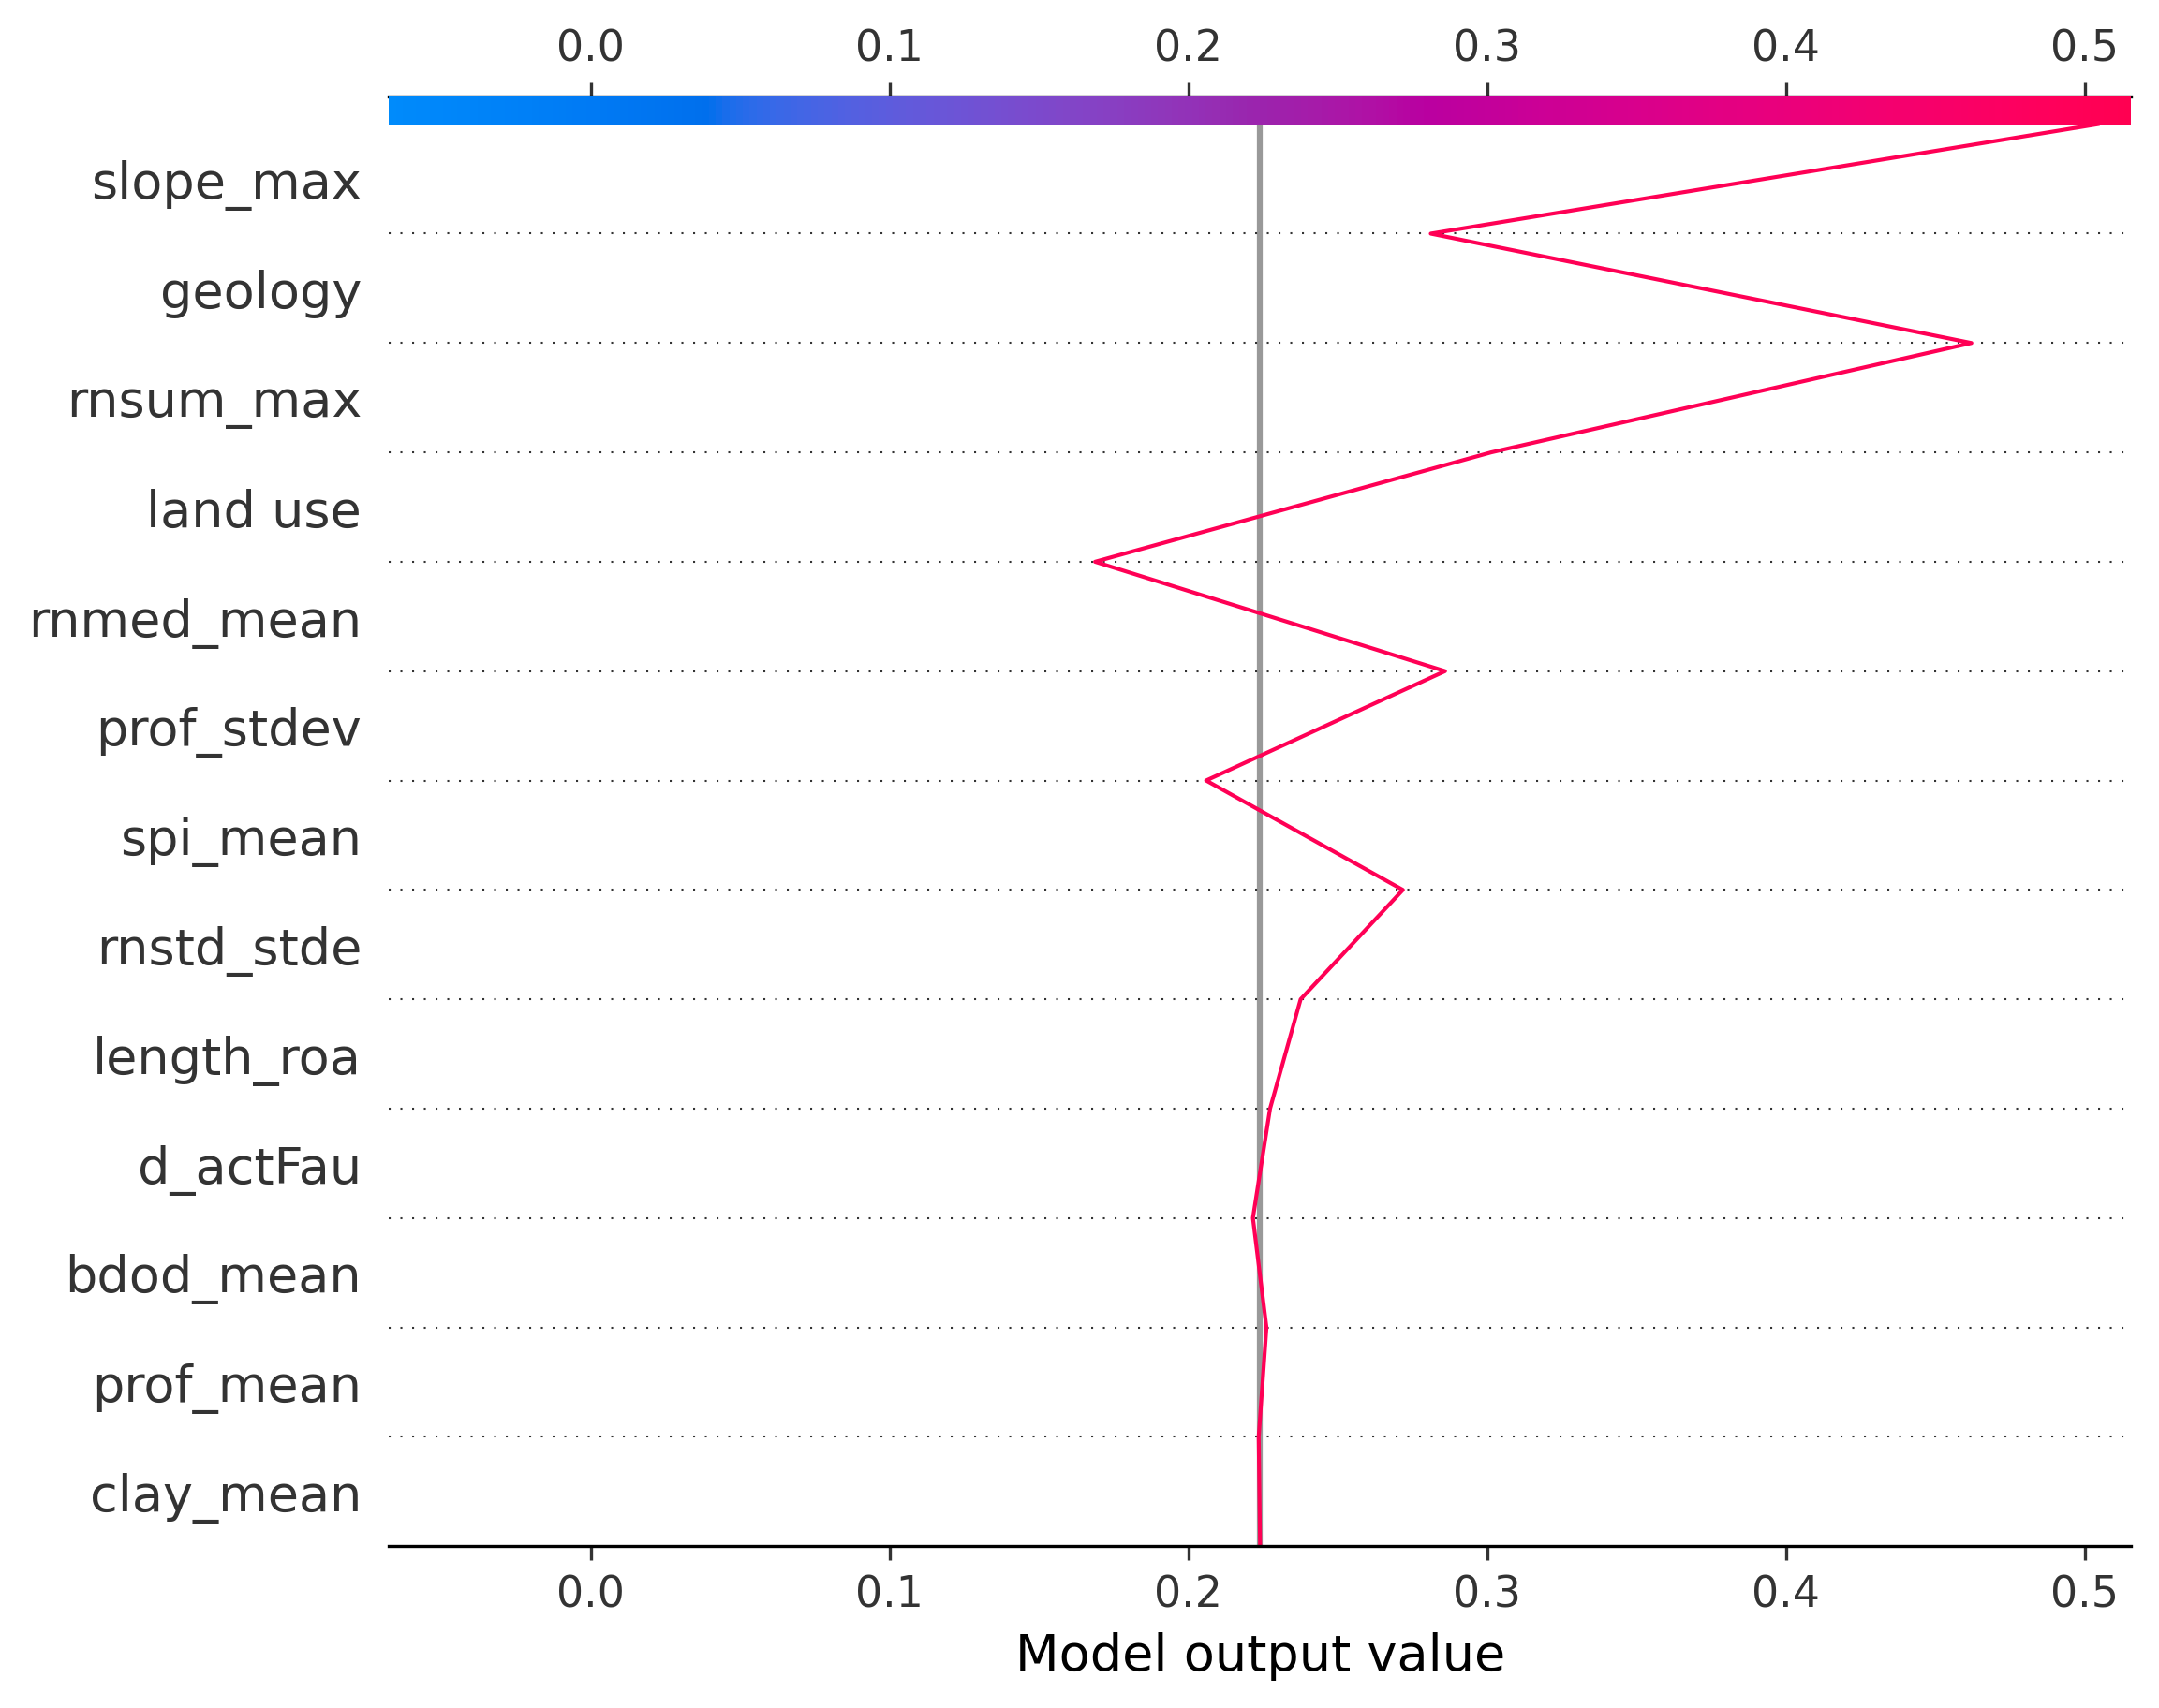 0.0 0.1 0.2 0.3 0.4 0.5
slope_max
geology
rnsum_max
land use
rnmed_mean
prof_stdev
spi_mean
rnstd_stde
length_roa
d_actFau
bdod_mean
prof_mean
clay_mean
0.0 0.1 0.2 0.3 0.4 0.5
Model output value